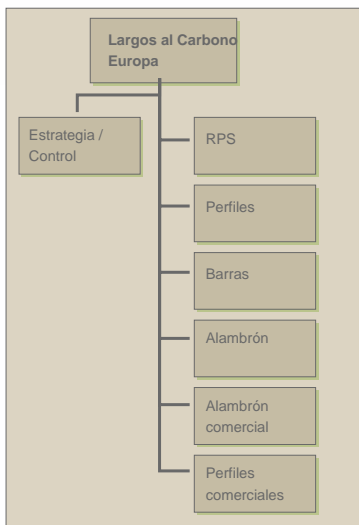 Largos al Carbono
Europa
Estrategia /
Control
RPS
Perfiles
Barras
Alambrón
Alambrón
comercial
Perfiles
comerciales